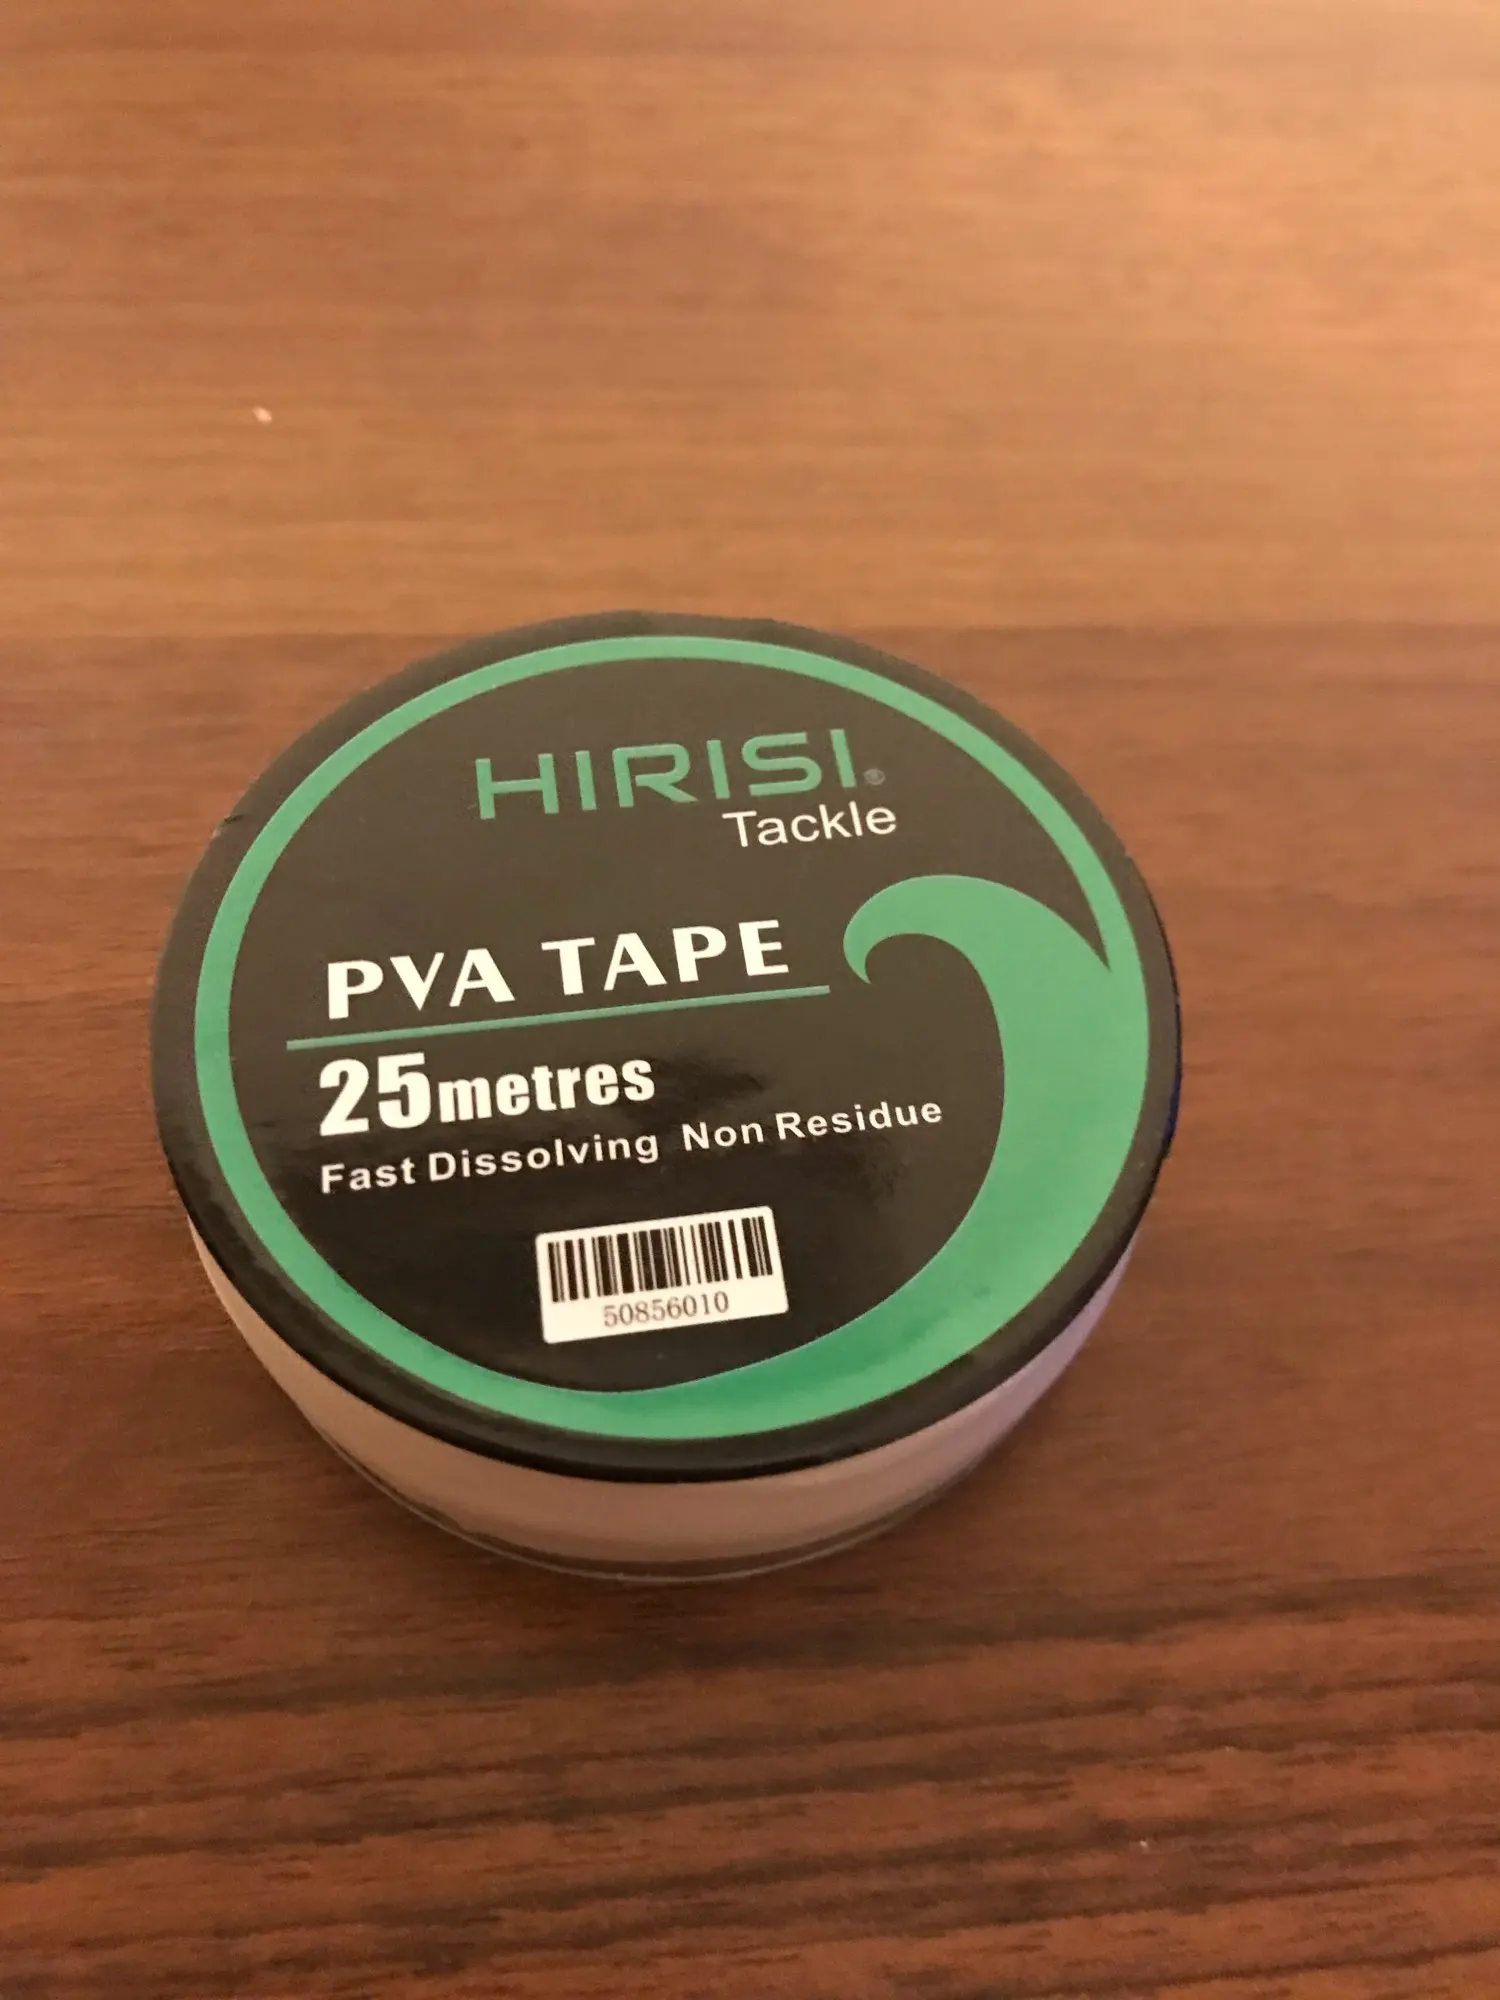 HIRISI®
Tackle
PVA TAPE
25metres
Fast Dissolving Non Residue
50856010